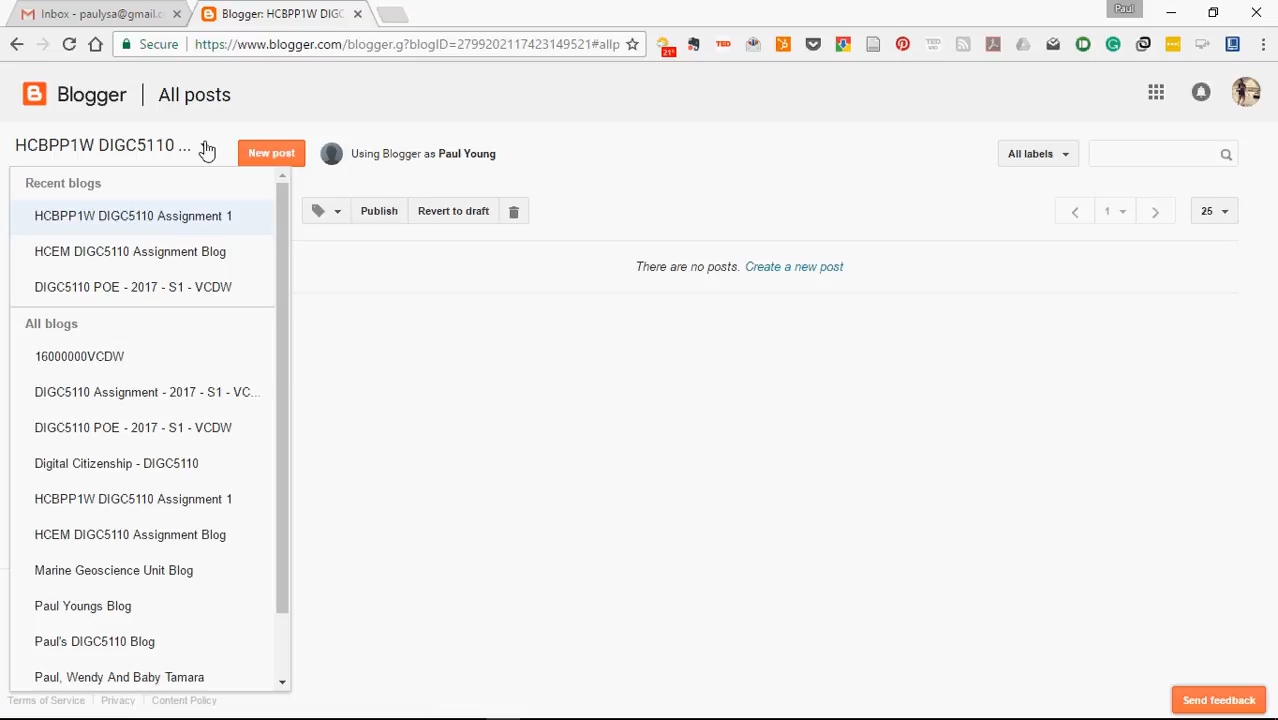 Inbox - paulysa@gmail.c
Blogger: HCBPP1W DIGC
Paul
Secure
https://www.blogger.com/blogger.g?blogID=2799202117423149521#allp
21°
TED
Blogger
All posts
HCBPP1W DIGC5110 ...
New post
Using Blogger as Paul Young
All labels
Recent blogs
HCBPP1W DIGC5110 Assignment 1
HCEM DIGC5110 Assignment Blog
DIGC5110 POE - 2017 - S1 - VCDW
Publish
Revert to draft
1
25
There are no posts. Create a new post
All blogs
16000000VCDW
DIGC5110 Assignment - 2017 - S1 - VC...
DIGC5110 POE - 2017 - S1 - VCDW
Digital Citizenship - DIGC5110
HCBPP1W DIGC5110 Assignment 1
HCEM DIGC5110 Assignment Blog
Marine Geoscience Unit Blog
Paul Youngs Blog
Paul's DIGC5110 Blog
Paul, Wendy And Baby Tamara
Terms of Service
Privacy
Content Policy
Send feedback